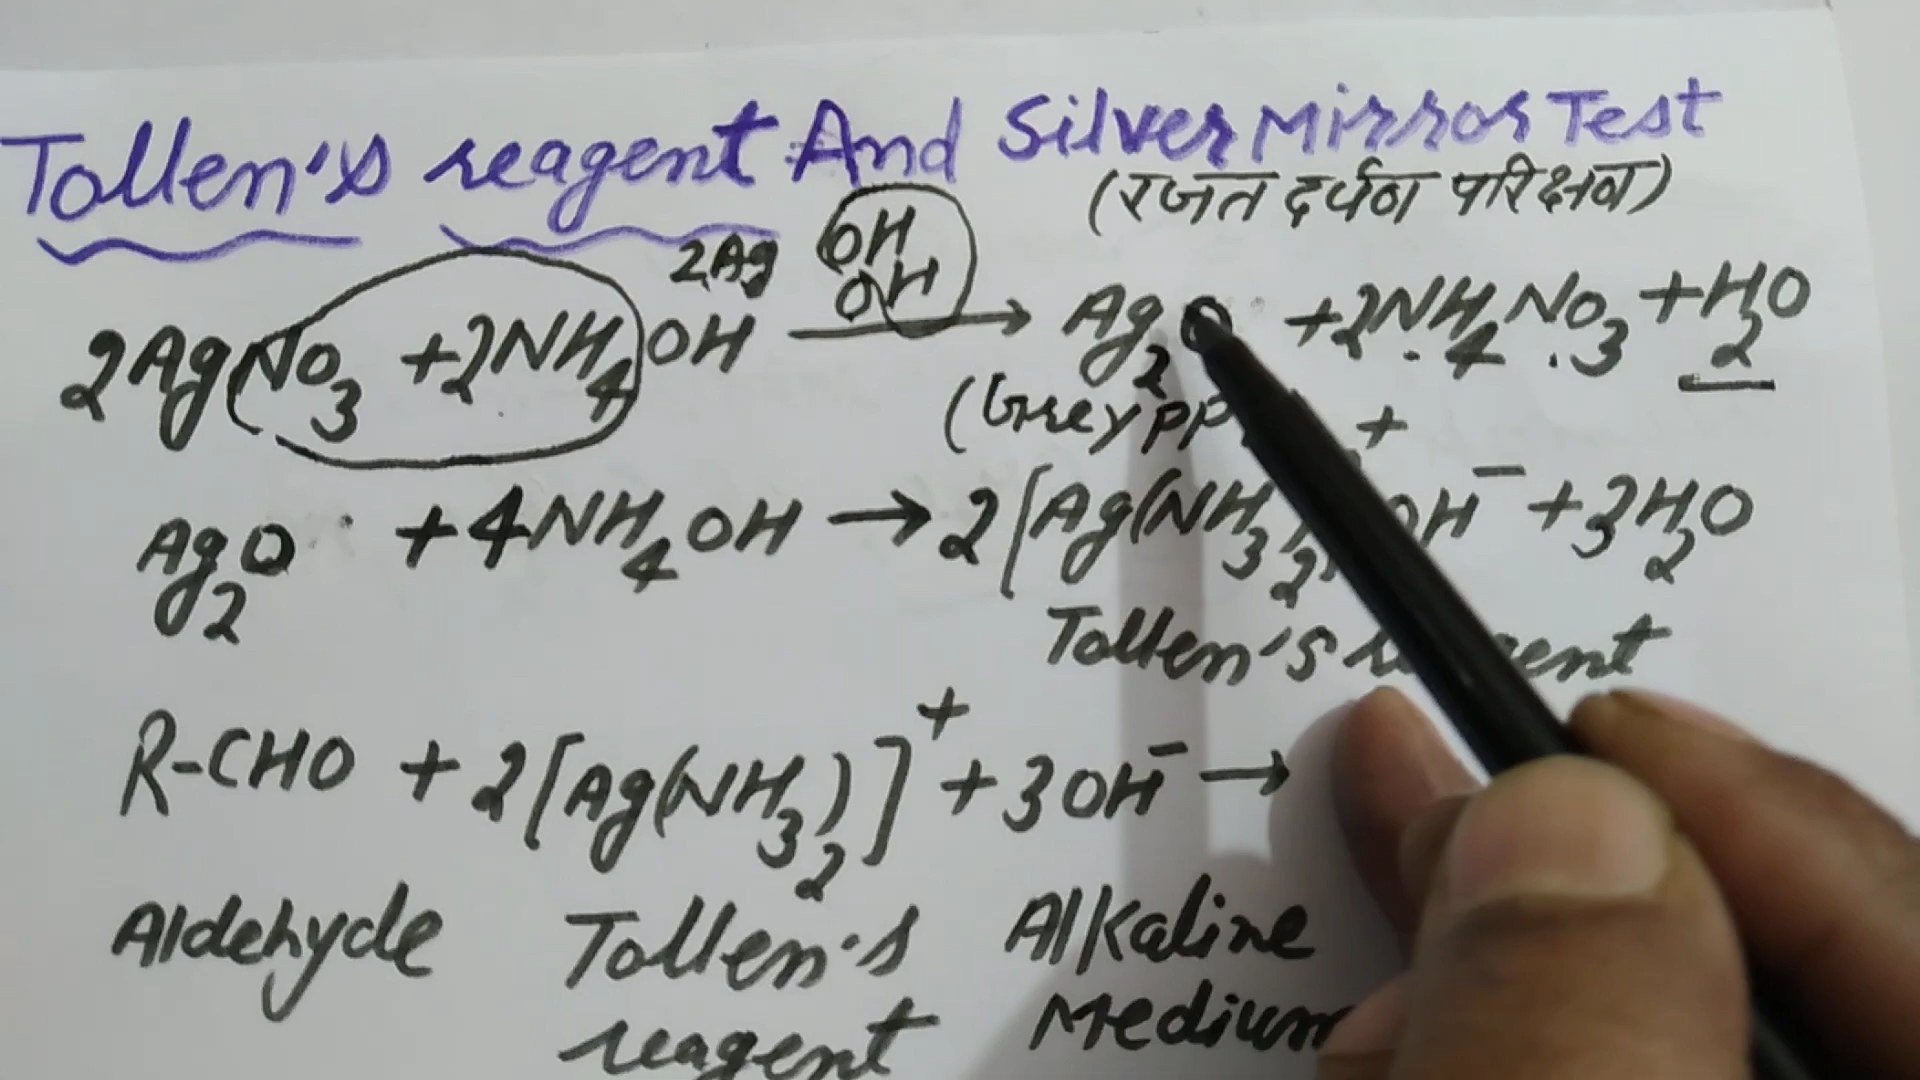 Tollen's reagent And Silver Mirror Test
(रजत दर्पण परिक्षण)
2Ag OH
OH
2AgNO3 + 2NH4OH → Ag2O + 2NH4NO3 + H2O
(Grey pp
Ag2O + 4NH4OH → 2[Ag(NH3)2 + OH⁻ + 3H2O
Tollen's
R-CHO + 2[Ag(NH3)2]⁺ + 3OH⁻ →
Aldehyde Tollen's Alkaline
reagent Medium